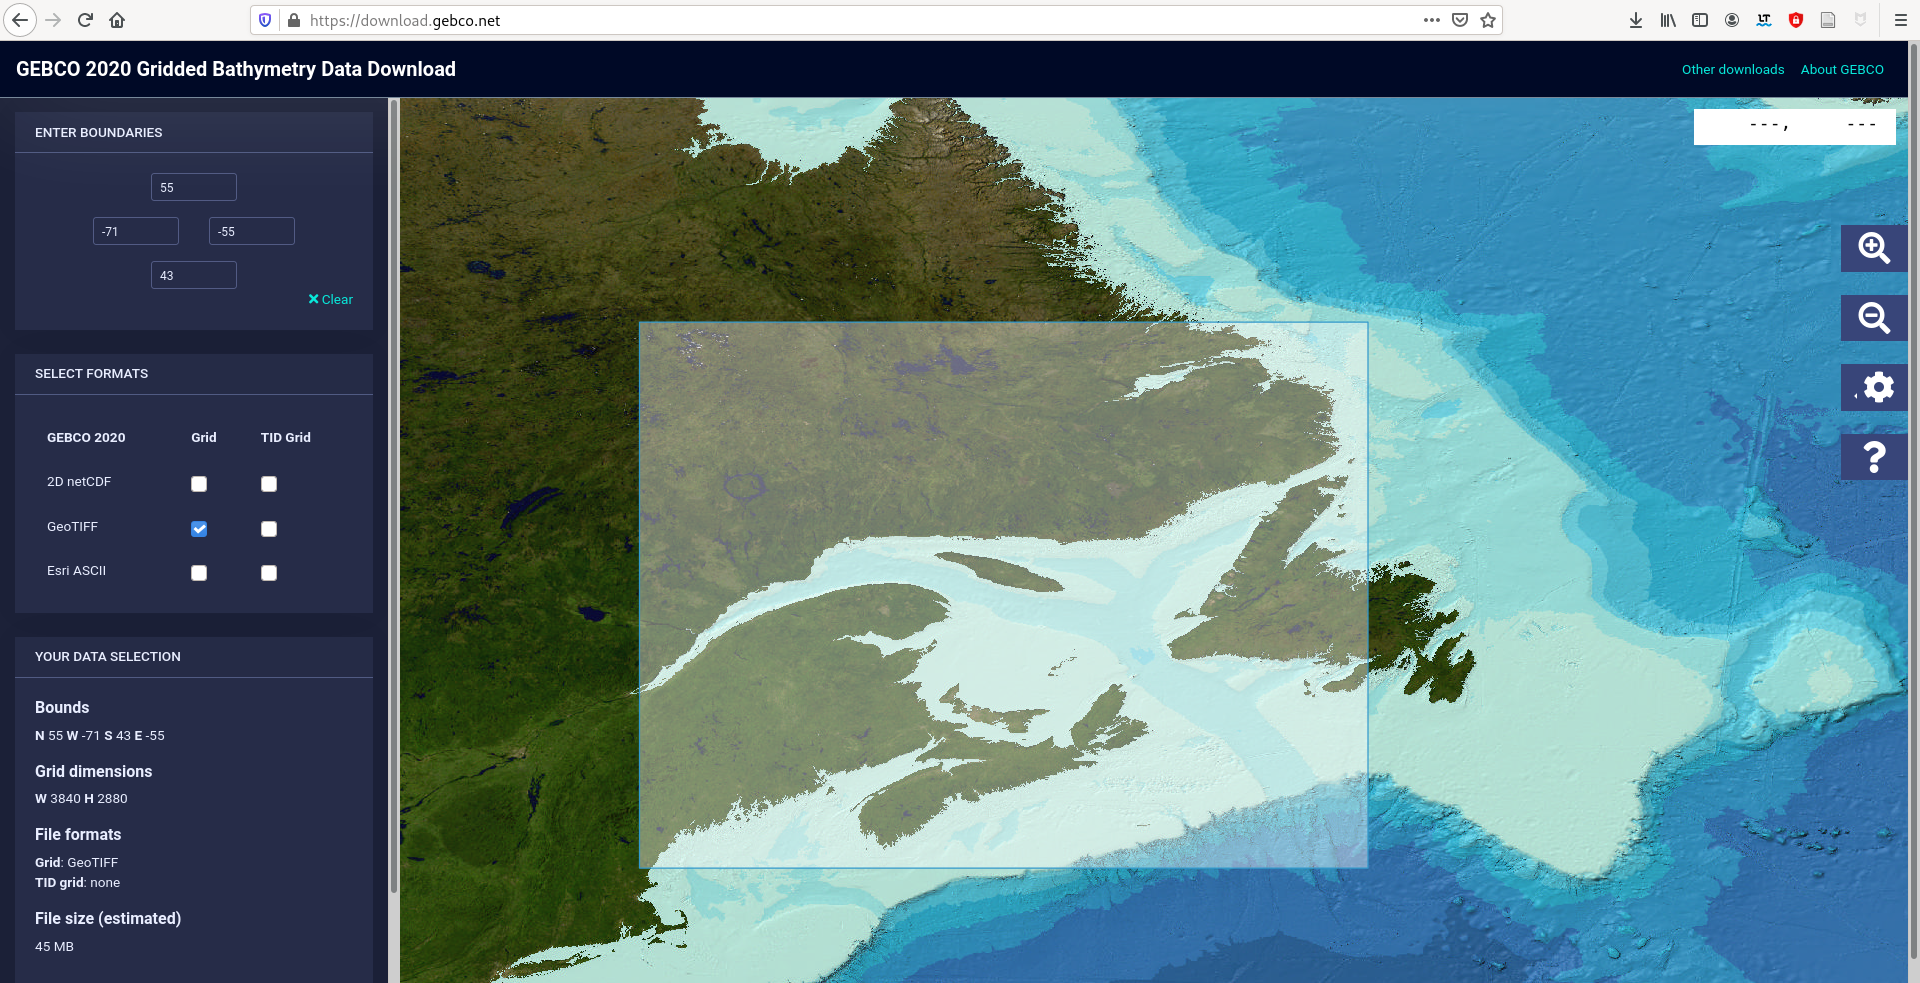 https://download.gebco.net
GEBCO 2020 Gridded Bathymetry Data Download
Other downloads
About GEBCO
ENTER BOUNDARIES
55
-71
-55
43
Clear
SELECT FORMATS
GEBCO 2020 Grid TID Grid
2D netCDF
GeoTIFF
Esri ASCII
YOUR DATA SELECTION
Bounds
N 55 W -71 S 43 E -55
Grid dimensions
W 3840 H 2880
File formats
Grid: GeoTIFF
TID grid: none
File size (estimated)
45 MB
---, ---
LT
?